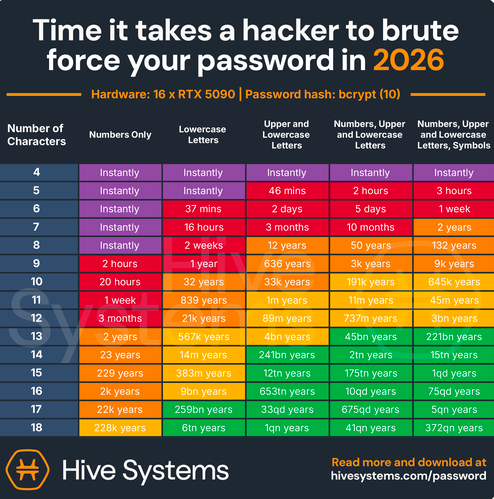 Time it takes a hacker to brute
force your password in 2026
Hardware: 16 x RTX 5090 | Password hash: bcrypt (10)
Number of Characters | Numbers Only | Lowercase Letters | Upper and Lowercase Letters | Numbers, Upper and Lowercase Letters | Numbers, Upper and Lowercase Letters, Symbols
4 | Instantly | Instantly | Instantly | Instantly | Instantly
5 | Instantly | Instantly | 46 mins | 2 hours | 3 hours
6 | Instantly | 37 mins | 2 days | 5 days | 1 week
7 | Instantly | 16 hours | 3 months | 10 months | 2 years
8 | Instantly | 2 weeks | 12 years | 50 years | 132 years
9 | 2 hours | 1 year | 636 years | 3k years | 9k years
10 | 20 hours | 32 years | 33k years | 191k years | 645k years
11 | 1 week | 839 years | 1m years | 11m years | 45m years
12 | 3 months | 21k years | 89m years | 737m years | 3bn years
13 | 2 years | 567k years | 4bn years | 45bn years | 221bn years
14 | 23 years | 14m years | 241bn years | 2tn years | 15tn years
15 | 229 years | 383m years | 12tn years | 175tn years | 1qd years
16 | 2k years | 9bn years | 653tn years | 10qd years | 75qd years
17 | 22k years | 259bn years | 33qd years | 675qd years | 5qn years
18 | 228k years | 6tn years | 1qn years | 41qn years | 372qn years
Hive Systems
Hive Systems
Read more and download at
hivesystems.com/password